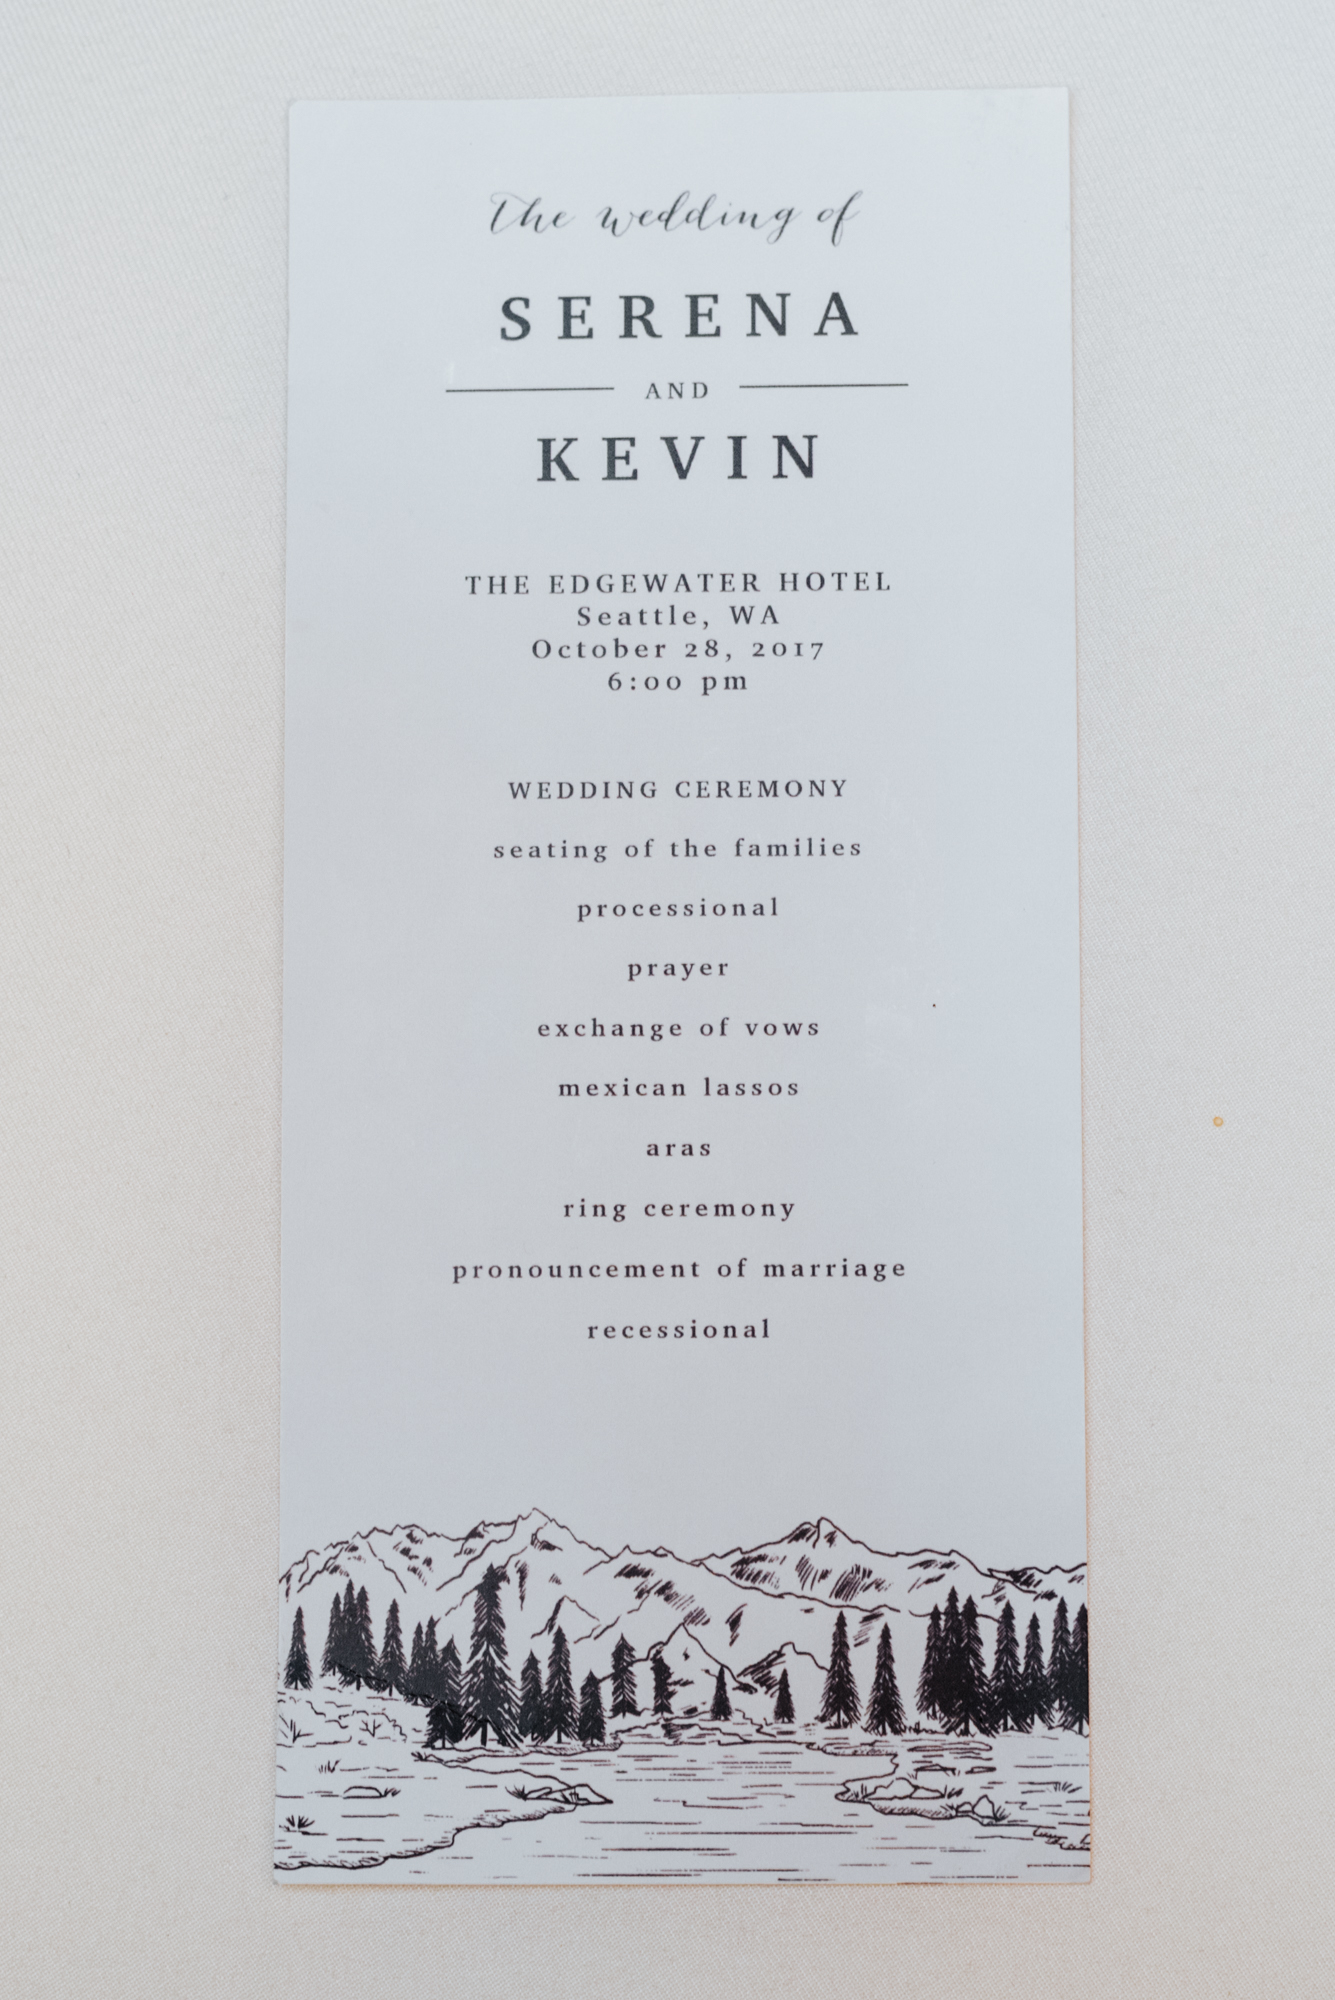 The wedding of
SERENA
AND
KEVIN
THE EDGEWATER HOTEL
Seattle, WA
October 28, 2017
6:00 pm
WEDDING CEREMONY
seating of the families
processional
prayer
exchange of vows
mexican lassos
aras
ring ceremony
pronouncement of marriage
recessional